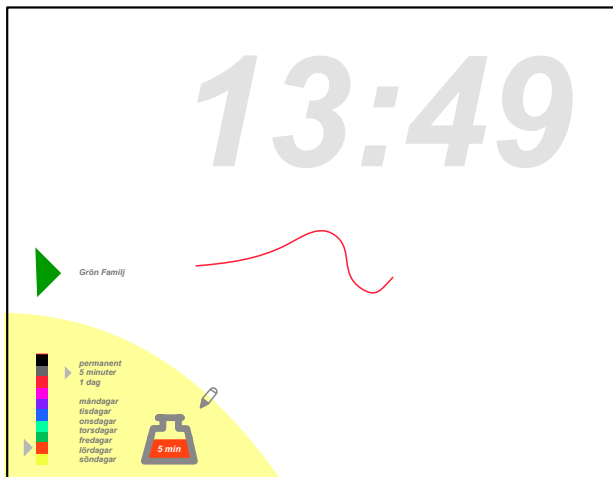 13:49
Grön Familj
permanent
5 minuter
1 dag
måndagar
tisdagar
onsdagar
torsdagar
fredagar
lördagar
söndagar
5 min